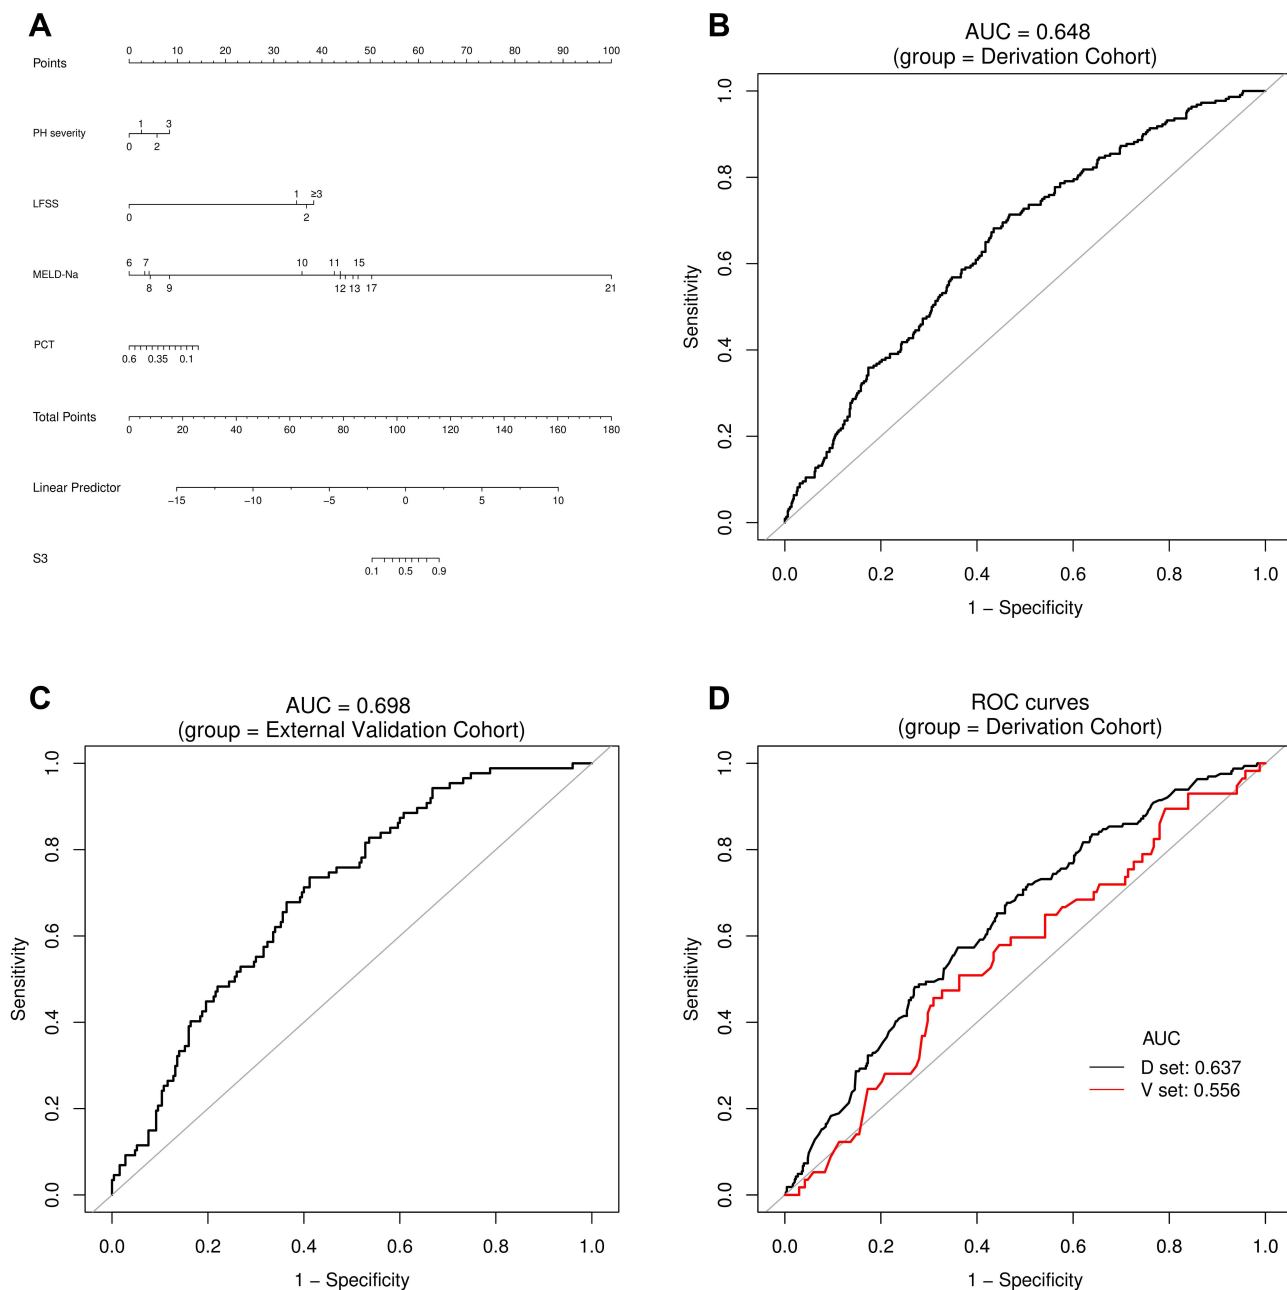 A
0 10 20 30 40 50 60 70 80 90 100
Points
1 3
PH severity
0 2
1 ≥3
LFSS
0 2
6 7 10 11 15
MELD-Na
8 9 12 13 17 21
PCT
0.6 0.35 0.1
Total Points
0 20 40 60 80 100 120 140 160 180
Linear Predictor
−15 −10 −5 0 5 10
S3
0.1 0.5 0.9
B
AUC = 0.648
(group = Derivation Cohort)
1.0
0.8
0.6
0.4
0.2
0.0
Sensitivity
0.0 0.2 0.4 0.6 0.8 1.0
1 − Specificity
C
AUC = 0.698
(group = External Validation Cohort)
1.0
0.8
0.6
0.4
0.2
0.0
Sensitivity
0.0 0.2 0.4 0.6 0.8 1.0
1 − Specificity
D
ROC curves
(group = Derivation Cohort)
1.0
0.8
0.6
0.4
0.2
0.0
Sensitivity
AUC
D set: 0.637
V set: 0.556
0.0 0.2 0.4 0.6 0.8 1.0
1 − Specificity